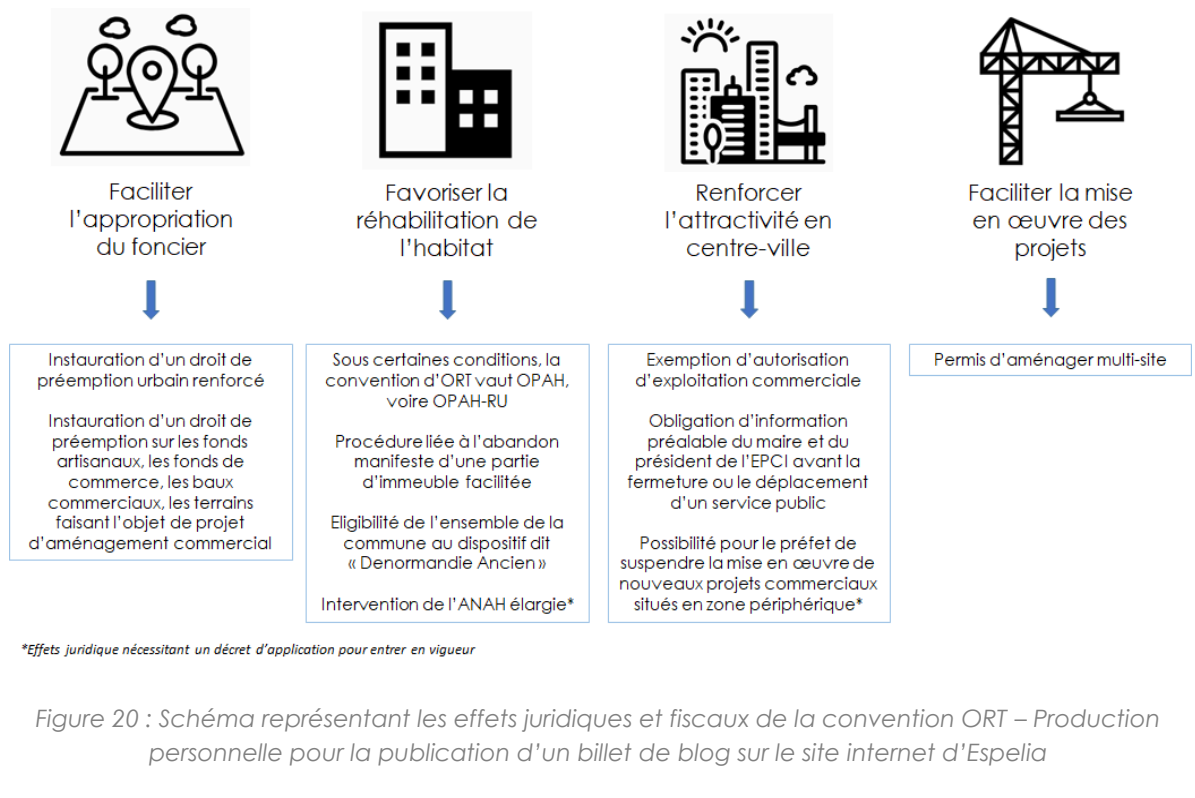 Faciliter
l'appropriation
du foncier
Favoriser la
réhabilitation de
l'habitat
Renforcer
l'attractivité en
centre-ville
Faciliter la mise
en œuvre des
projets
Instauration d'un droit de
préemption urbain renforcé
Instauration d'un droit de
préemption sur les fonds
artisanaux, les fonds de
commerce, les baux
commerciaux, les terrains
faisant l'objet de projet
d'aménagement commercial
Sous certaines conditions, la
convention d'ORT vaut OPAH,
voire OPAH-RU
Procédure liée à l'abandon
manifeste d'une partie
d'immeuble facilitée
Eligibilité de l'ensemble de la
commune au dispositif dit
« Denormandie Ancien »
Intervention de l'ANAH élargie*
Exemption d'autorisation
d'exploitation commerciale
Obligation d'information
préalable du maire et du
président de l'EPCI avant la
fermeture ou le déplacement
d'un service public
Possibilité pour le préfet de
suspendre la mise en œuvre de
nouveaux projets commerciaux
situés en zone périphérique*
Permis d'aménager multi-site
*Effets juridique nécessitant un décret d'application pour entrer en vigueur
Figure 20 : Schéma représentant les effets juridiques et fiscaux de la convention ORT – Production
personnelle pour la publication d'un billet de blog sur le site internet d'Espelia